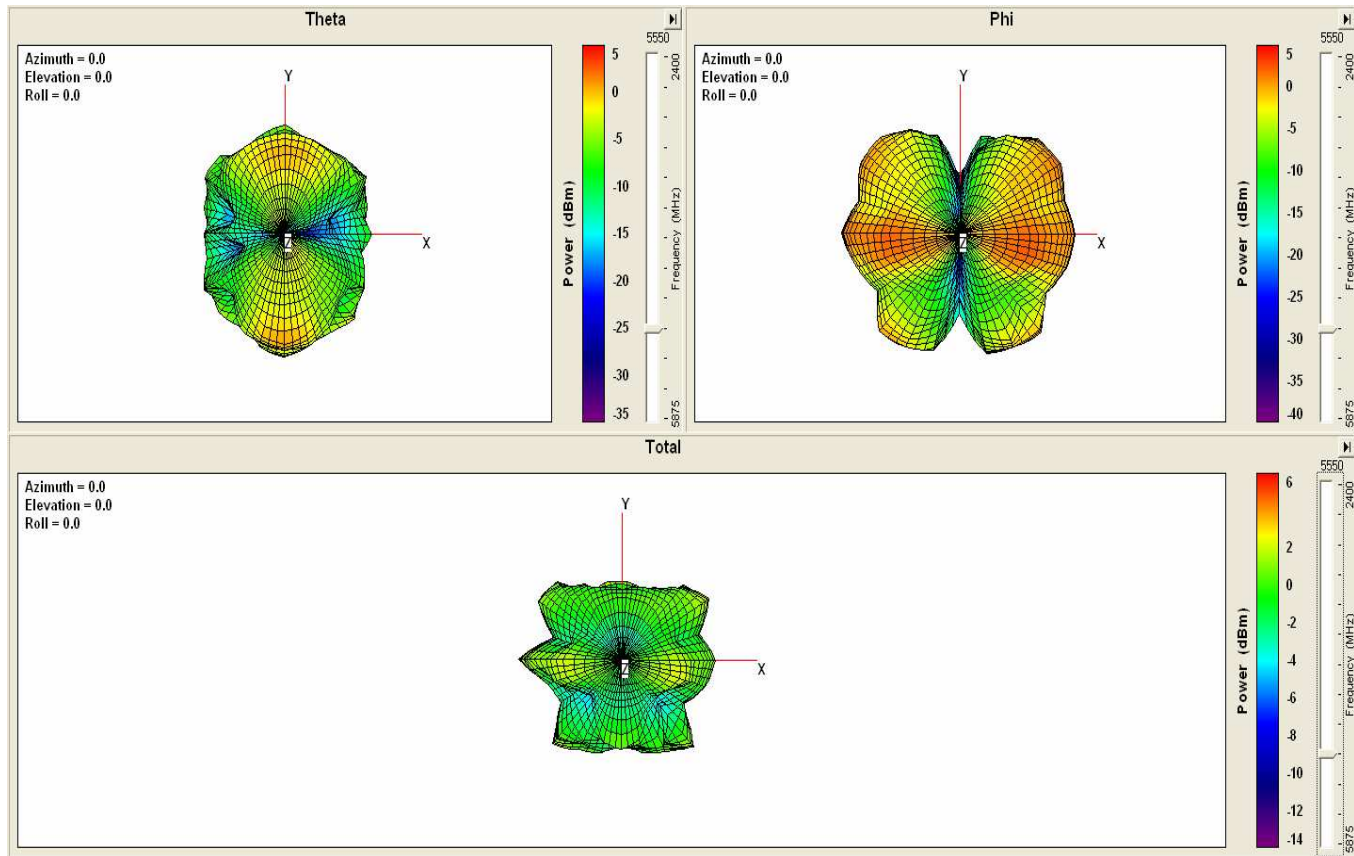 Theta
Azimuth = 0.0
Elevation = 0.0
Roll = 0.0
Y
X
Z
5
0
-5
-10
-15
-20
-25
-30
-35
Power (dBm)
5550
2400
Frequency (MHz)
5875
Phi
Azimuth = 0.0
Elevation = 0.0
Roll = 0.0
Y
X
Z
5
0
-5
-10
-15
-20
-25
-30
-35
-40
Power (dBm)
5550
2400
Frequency (MHz)
5875
Total
Azimuth = 0.0
Elevation = 0.0
Roll = 0.0
Y
X
Z
6
2
0
-2
-4
-6
-8
-10
-12
-14
Power (dBm)
5550
2400
Frequency (MHz)
5875